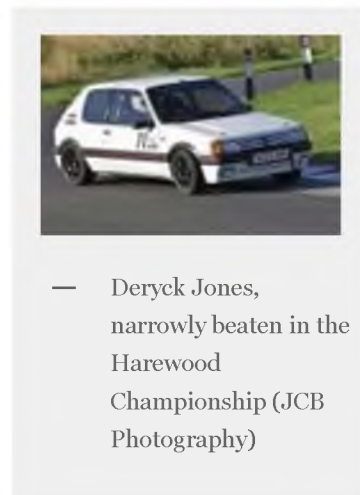 — Deryck Jones,
narrowly beaten in the
Harewood
Championship (JCB
Photography)